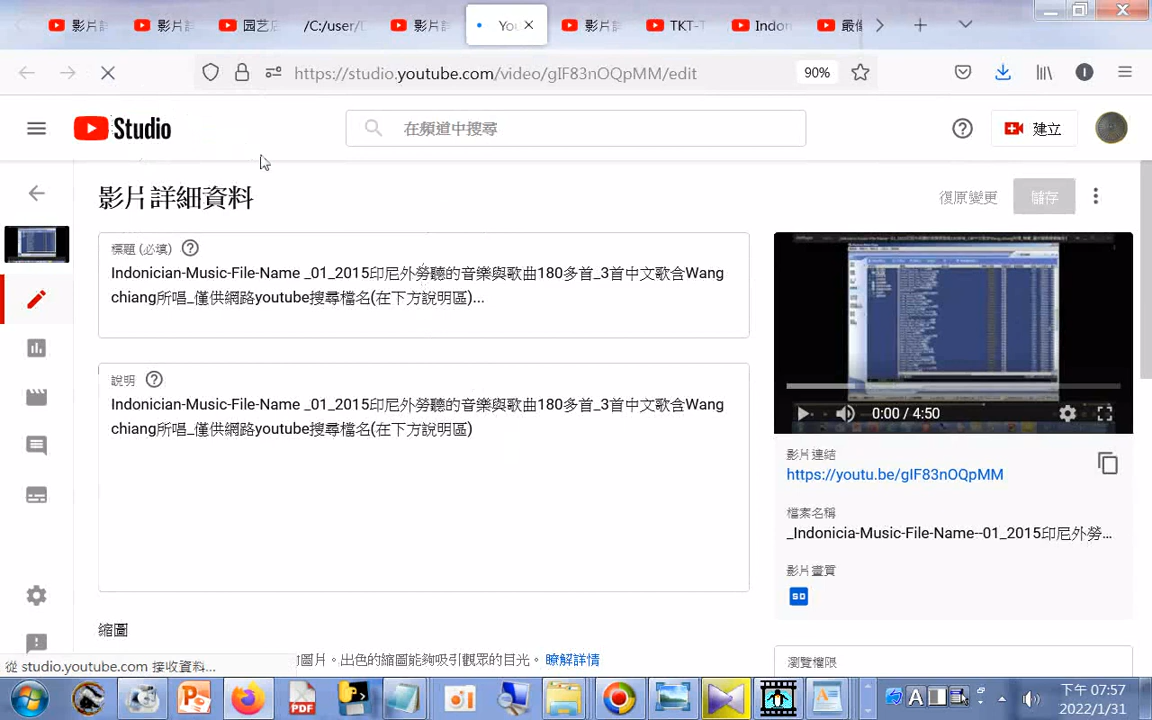 影片詳
影片詳
园艺店
/C:/user/
影片詳
You
影片詳
TKT-T
Indon
最
https://studio.youtube.com/video/gIF83nOQpMM/edit
90%
Studio
在頻道中搜尋
建立
影片詳細資料
復原變更
儲存
標題 (必填)
Indonician-Music-File-Name _01_2015印尼外勞聽的音樂與歌曲180多首_3首中文歌含Wang
chiang所唱_僅供網路youtube搜尋檔名(在下方說明區)...
說明
Indonician-Music-File-Name _01_2015印尼外勞聽的音樂與歌曲180多首_3首中文歌含Wang
chiang所唱_僅供網路youtube搜尋檔名(在下方說明區)
0:00 / 4:50
影片連結
https://youtu.be/gIF83nOQpMM
檔案名稱
_Indonicia-Music-File-Name--01_2015印尼外勞...
影片畫質
SD
縮圖
圖片。出色的縮圖能夠吸引觀眾的目光。瞭解詳情
瀏覽權限
從 studio.youtube.com 接收資料...
PDF
A
下午 07:57
2022/1/31